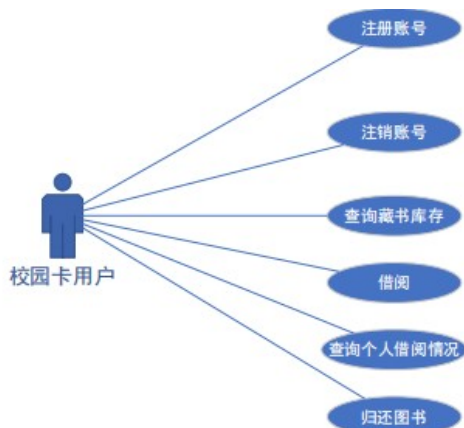 注册账号
注销账号
查询藏书库存
校园卡用户
借阅
查询个人借阅情况
归还图书